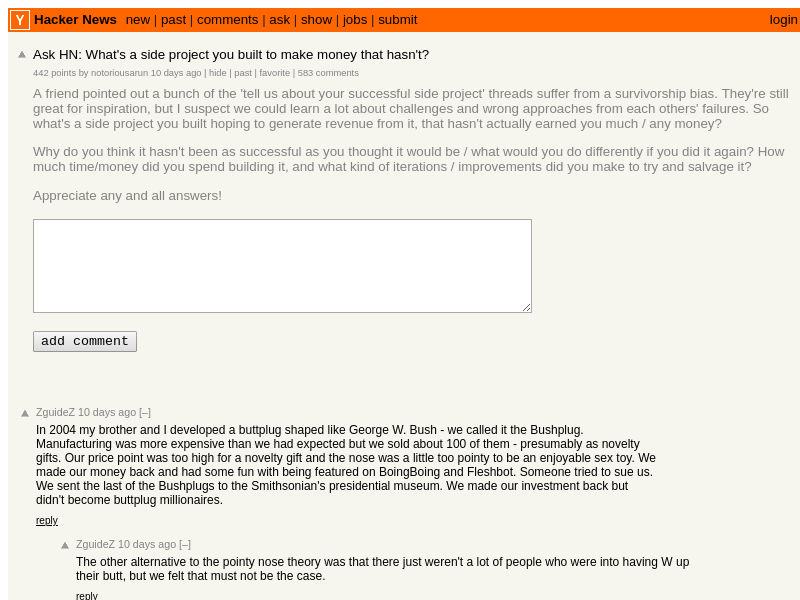 Y Hacker News new | past | comments | ask | show | jobs | submit login
Ask HN: What's a side project you built to make money that hasn't?
442 points by notoriousarun 10 days ago | hide | past | favorite | 583 comments
A friend pointed out a bunch of the 'tell us about your successful side project' threads suffer from a survivorship bias. They're still
great for inspiration, but I suspect we could learn a lot about challenges and wrong approaches from each others' failures. So
what's a side project you built hoping to generate revenue from it, that hasn't actually earned you much / any money?
Why do you think it hasn't been as successful as you thought it would be / what would you do differently if you did it again? How
much time/money did you spend building it, and what kind of iterations / improvements did you make to try and salvage it?
Appreciate any and all answers!
add comment
ZguideZ 10 days ago [–]
In 2004 my brother and I developed a buttplug shaped like George W. Bush - we called it the Bushplug.
Manufacturing was more expensive than we had expected but we sold about 100 of them - presumably as novelty
gifts. Our price point was too high for a novelty gift and the nose was a little too pointy to be an enjoyable sex toy. We
made our money back and had some fun with being featured on BoingBoing and Fleshbot. Someone tried to sue us.
We sent the last of the Bushplugs to the Smithsonian's presidential museum. We made our investment back but
didn't become buttplug millionaires.
reply
ZguideZ 10 days ago [–]
The other alternative to the pointy nose theory was that there just weren't a lot of people who were into having W up
their butt, but we felt that must not be the case.
reply